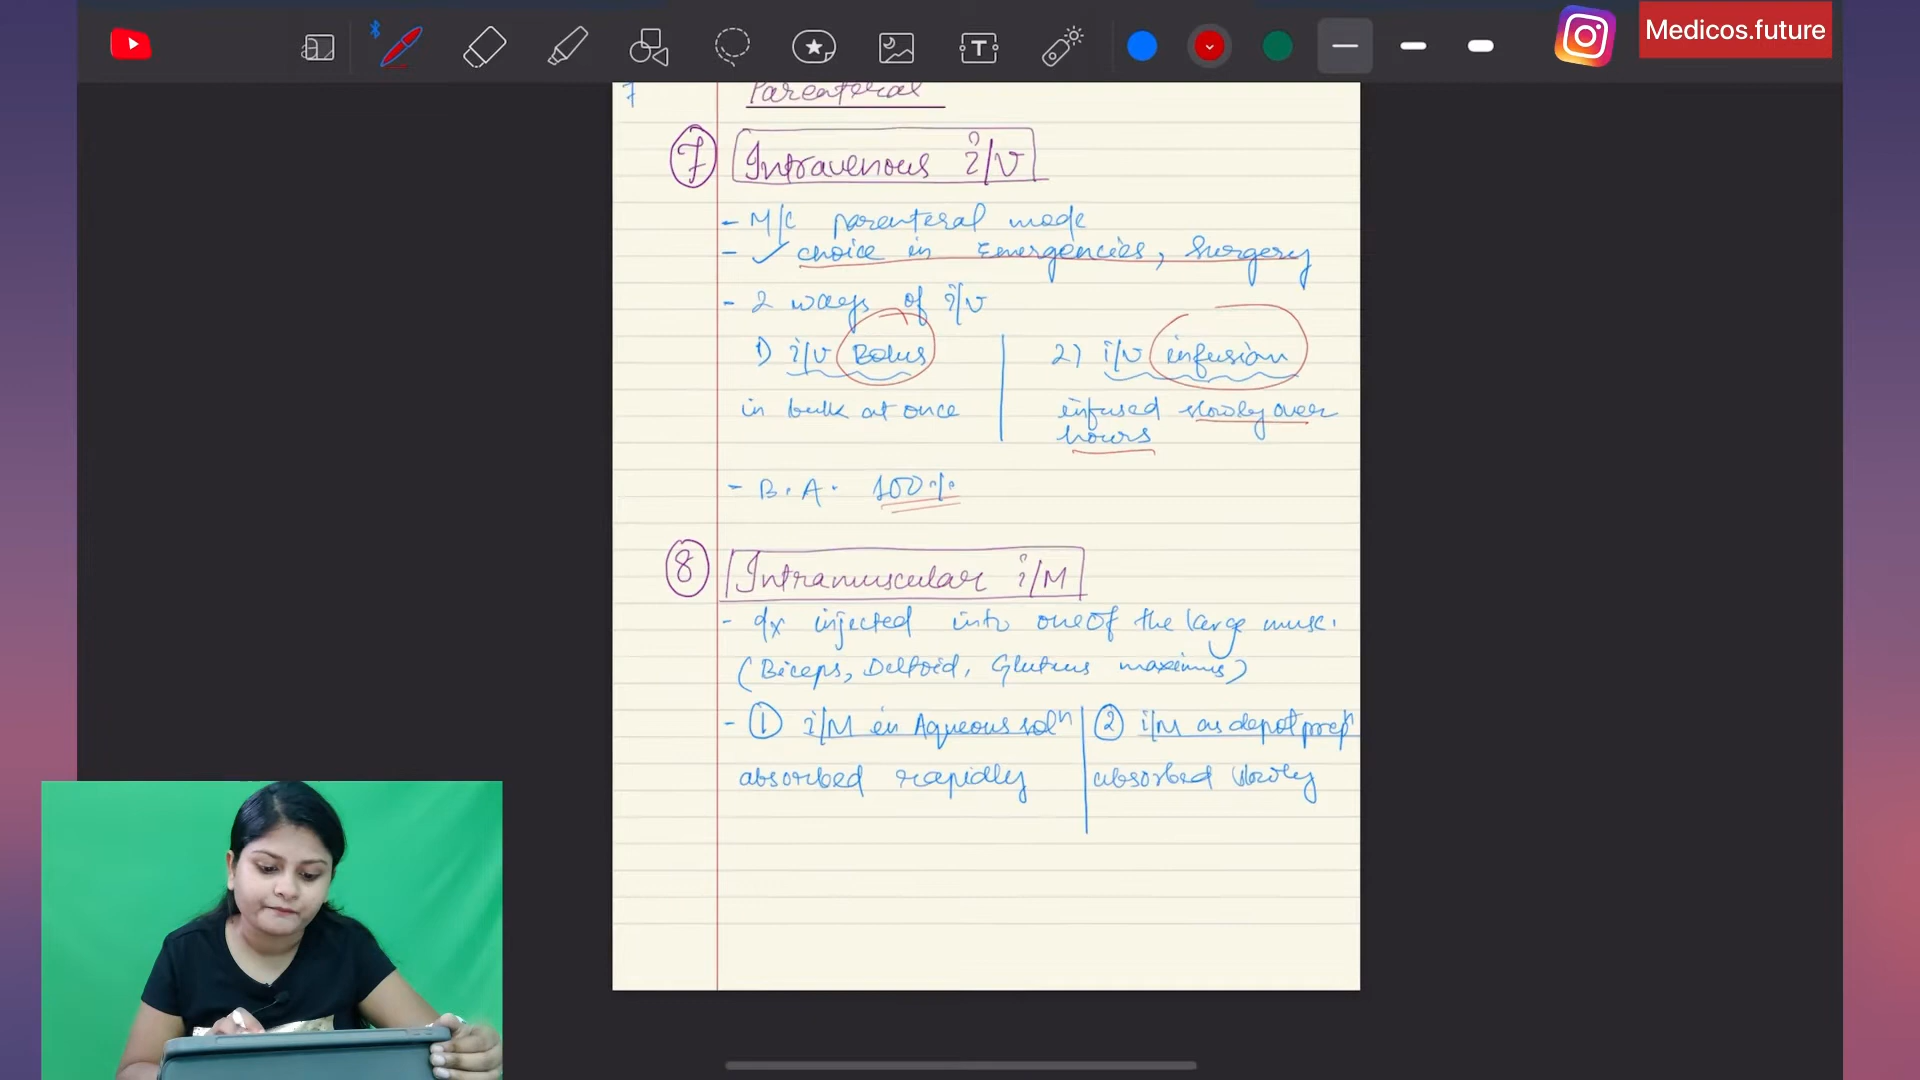 Medicos.future
7 Parenteral
7 Intravenous i/v
- M/C parenteral mode
- ✓ choice in Emergencies, Surgery
- 2 ways of i/v
1) i/v Bolus
in bulk at once
2) i/v infusion
infused slowly over
hours
- B.A. 100%
8 Intramuscular i/M
- dx injected into one of the large musc.
(Biceps, Deltoid, Gluteus maximus)
- 1 i/M in Aqueous solⁿ
absorbed rapidly
2 i/M as depot prepⁿ
absorbed slowly